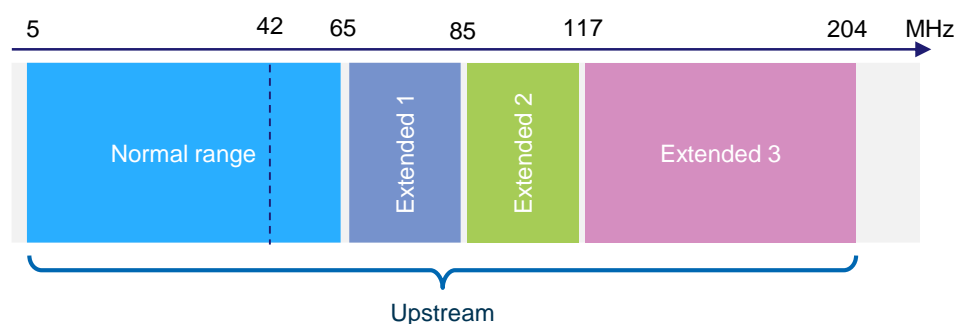 5 42 65 85 117 204 MHz
Normal range
Extended 1
Extended 2
Extended 3
Upstream